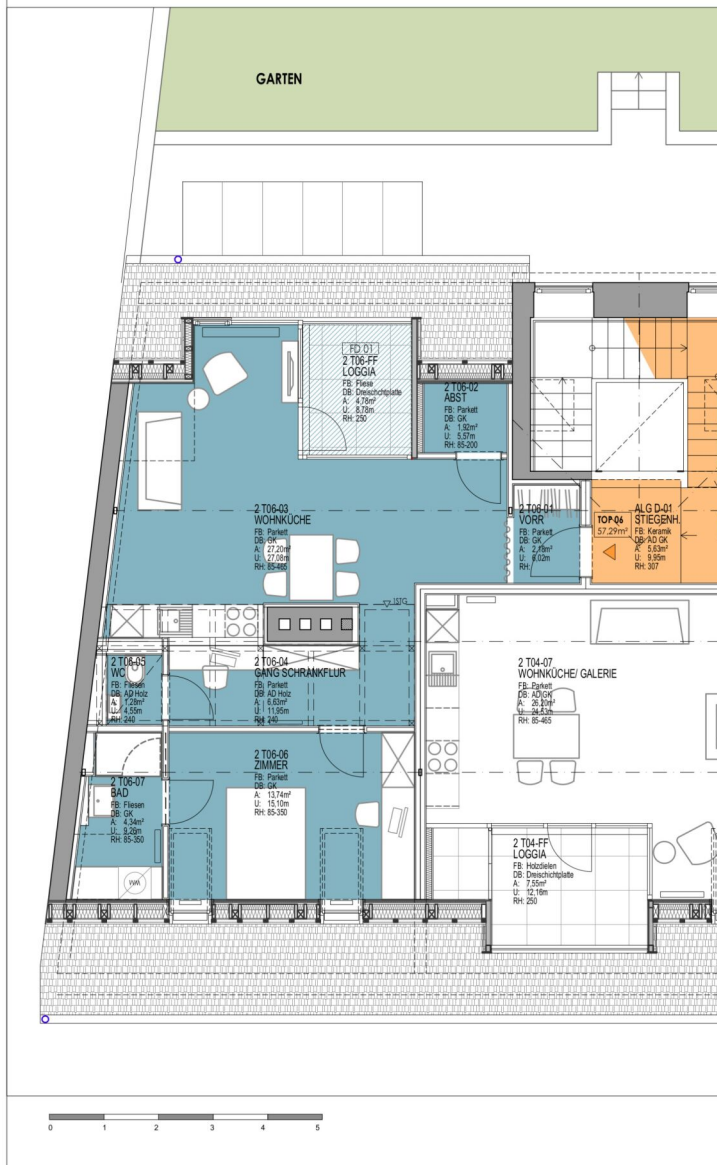 GARTEN
FD 01
2 T06-FF
LOGGIA
FB: Fliese
DB: Dreischichtplatte
A: 4,78m²
U: 8,78m
RH: 250
2 T06-02
ABST
FB: Parkett
DB: GK
A: 1,92m²
U: 5,57m
RH: 85-200
2 T06-03
WOHNKÜCHE
FB: Parkett
DB: GK
A: 27,20m²
U: 27,08m
RH: 85-465
2 T06-01
VORR
FB: Parkett
DB: GK
A: 2,18m²
U: 6,02m
RH:
TOP 06
57,29m²
ALG D-01
STIEGENH.
FB: Keramik
DB: AD GK
A: 5,63m²
U: 9,95m
RH: 307
ISTG
2 T06-05
WC
FB: Fliesen
DB: AD Holz
A: 1,28m²
U: 4,55m
RH: 240
2 T06-04
GANG SCHRANKFLUR
FB: Parkett
DB: AD Holz
A: 6,63m²
U: 11,95m
RH: 240
2 T04-07
WOHNKÜCHE/ GALERIE
FB: Parkett
DB: AD|GK
A: 26,20m²
U: 24,53m
RH: 85-465
2 T06-06
ZIMMER
FB: Parkett
DB: GK
A: 13,74m²
U: 15,10m
RH: 85-350
2 T06-07
BAD
FB: Fliesen
DB: GK
A: 4,34m²
U: 9,26m
RH: 85-350
WM
2 T04-FF
LOGGIA
FB: Holzdielen
DB: Dreischichtplatte
A: 7,55m²
U: 12,16m
RH: 250
0 1 2 3 4 5